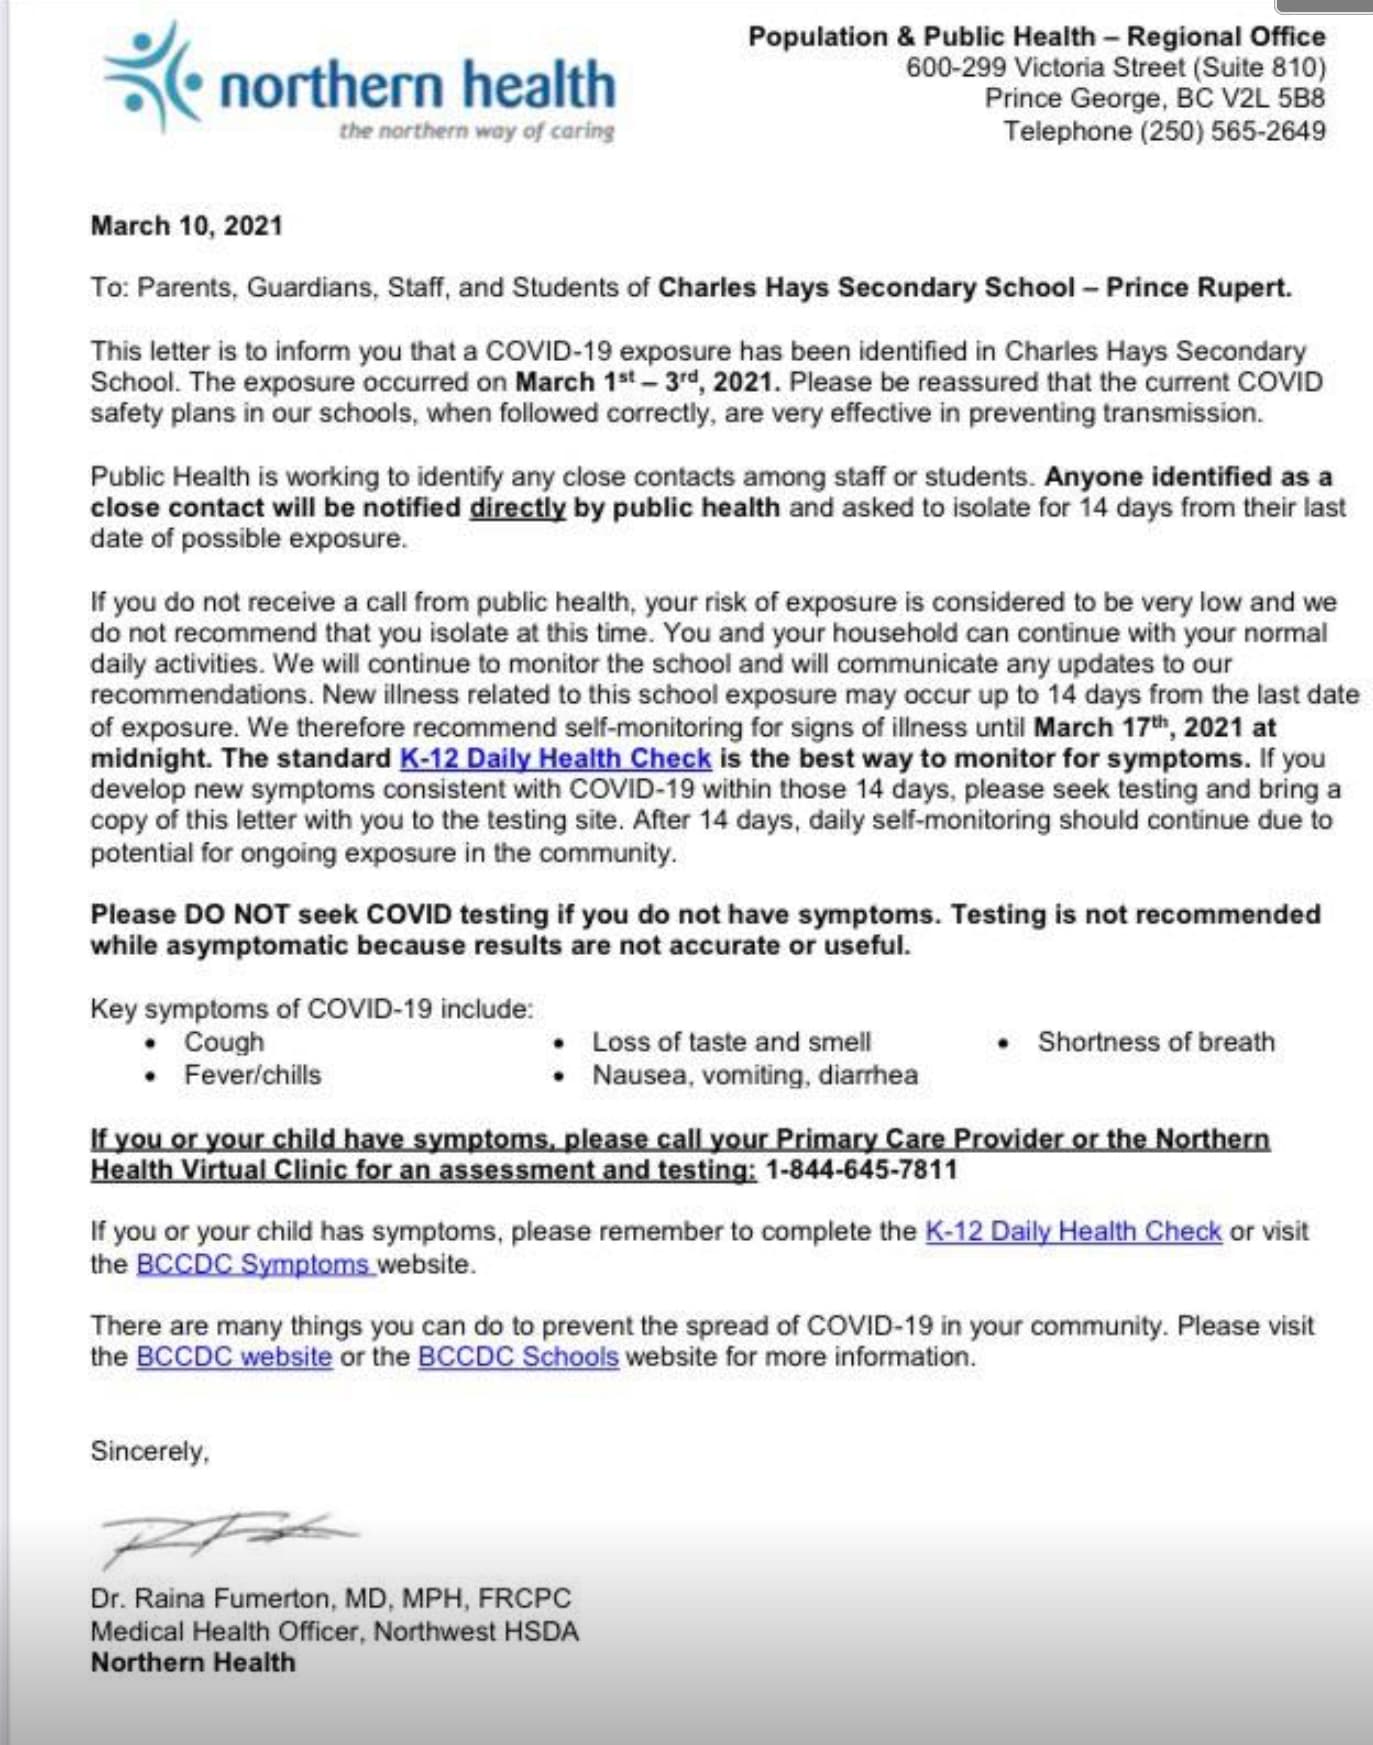 northern health
the northern way of caring
Population & Public Health – Regional Office
600-299 Victoria Street (Suite 810)
Prince George, BC V2L 5B8
Telephone (250) 565-2649
March 10, 2021
To: Parents, Guardians, Staff, and Students of Charles Hays Secondary School – Prince Rupert.
This letter is to inform you that a COVID-19 exposure has been identified in Charles Hays Secondary
School. The exposure occurred on March 1st – 3rd, 2021. Please be reassured that the current COVID
safety plans in our schools, when followed correctly, are very effective in preventing transmission.
Public Health is working to identify any close contacts among staff or students. Anyone identified as a
close contact will be notified directly by public health and asked to isolate for 14 days from their last
date of possible exposure.
If you do not receive a call from public health, your risk of exposure is considered to be very low and we
do not recommend that you isolate at this time. You and your household can continue with your normal
daily activities. We will continue to monitor the school and will communicate any updates to our
recommendations. New illness related to this school exposure may occur up to 14 days from the last date
of exposure. We therefore recommend self-monitoring for signs of illness until March 17th, 2021 at
midnight. The standard K-12 Daily Health Check is the best way to monitor for symptoms. If you
develop new symptoms consistent with COVID-19 within those 14 days, please seek testing and bring a
copy of this letter with you to the testing site. After 14 days, daily self-monitoring should continue due to
potential for ongoing exposure in the community.
Please DO NOT seek COVID testing if you do not have symptoms. Testing is not recommended
while asymptomatic because results are not accurate or useful.
Key symptoms of COVID-19 include:
• Cough • Loss of taste and smell • Shortness of breath
• Fever/chills • Nausea, vomiting, diarrhea
If you or your child have symptoms, please call your Primary Care Provider or the Northern
Health Virtual Clinic for an assessment and testing: 1-844-645-7811
If you or your child has symptoms, please remember to complete the K-12 Daily Health Check or visit
the BCCDC Symptoms website.
There are many things you can do to prevent the spread of COVID-19 in your community. Please visit
the BCCDC website or the BCCDC Schools website for more information.
Sincerely,
Dr. Raina Fumerton, MD, MPH, FRCPC
Medical Health Officer, Northwest HSDA
Northern Health